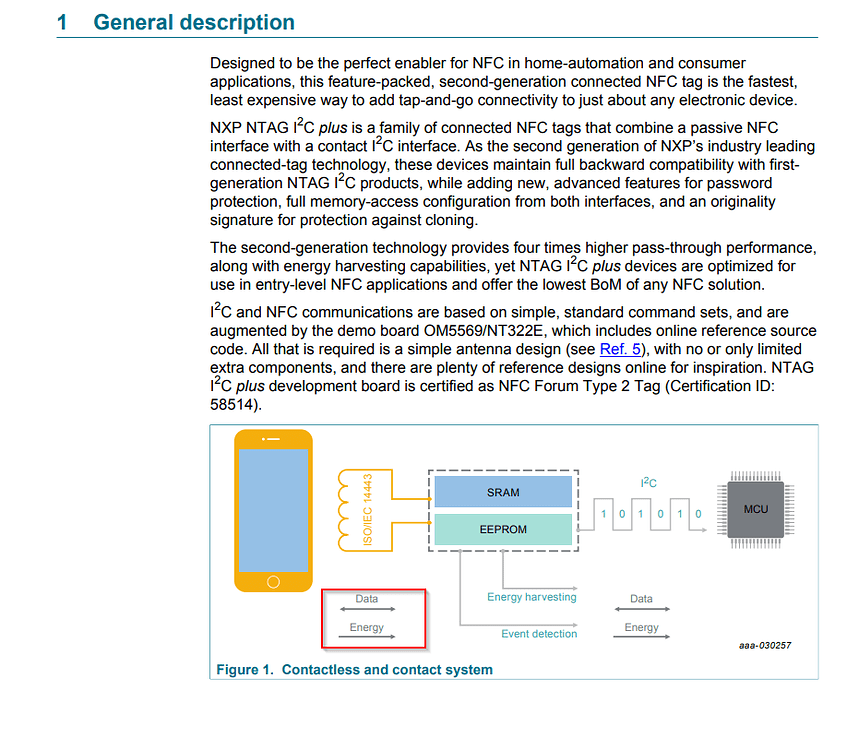 1 General description
Designed to be the perfect enabler for NFC in home-automation and consumer
applications, this feature-packed, second-generation connected NFC tag is the fastest,
least expensive way to add tap-and-go connectivity to just about any electronic device.
NXP NTAG I2C plus is a family of connected NFC tags that combine a passive NFC
interface with a contact I2C interface. As the second generation of NXP's industry leading
connected-tag technology, these devices maintain full backward compatibility with first-
generation NTAG I2C products, while adding new, advanced features for password
protection, full memory-access configuration from both interfaces, and an originality
signature for protection against cloning.
The second-generation technology provides four times higher pass-through performance,
along with energy harvesting capabilities, yet NTAG I2C plus devices are optimized for
use in entry-level NFC applications and offer the lowest BoM of any NFC solution.
I2C and NFC communications are based on simple, standard command sets, and are
augmented by the demo board OM5569/NT322E, which includes online reference source
code. All that is required is a simple antenna design (see Ref. 5), with no or only limited
extra components, and there are plenty of reference designs online for inspiration. NTAG
I2C plus development board is certified as NFC Forum Type 2 Tag (Certification ID:
58514).
ISO/IEC 14443
SRAM
EEPROM
I2C
1 0 1 0 1 0
MCU
Data
Energy
Energy harvesting
Event detection
Data
Energy
aaa-030257
Figure 1. Contactless and contact system